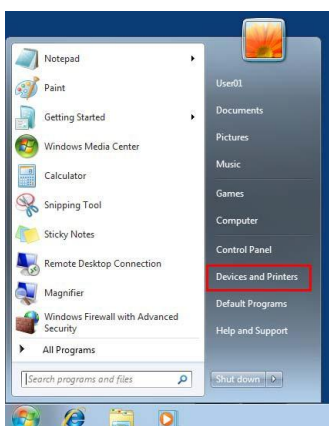 Notepad
Paint
Getting Started
Windows Media Center
Calculator
Snipping Tool
Sticky Notes
Remote Desktop Connection
Magnifier
Windows Firewall with Advanced
Security
All Programs
Search programs and files
User01
Documents
Pictures
Music
Games
Computer
Control Panel
Devices and Printers
Default Programs
Help and Support
Shut down